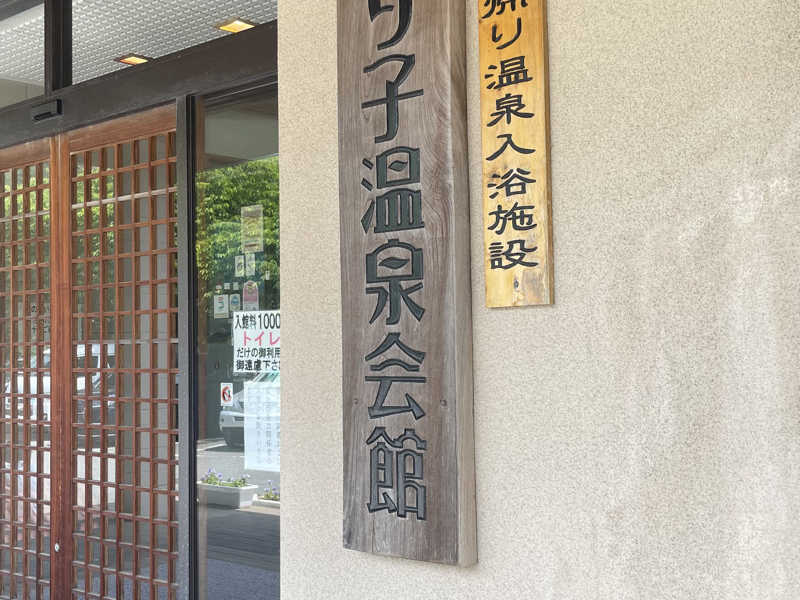 り子温泉会館
帰り温泉入浴施設
入館料1000
トイレ
だけの御利用
御遠慮下さ